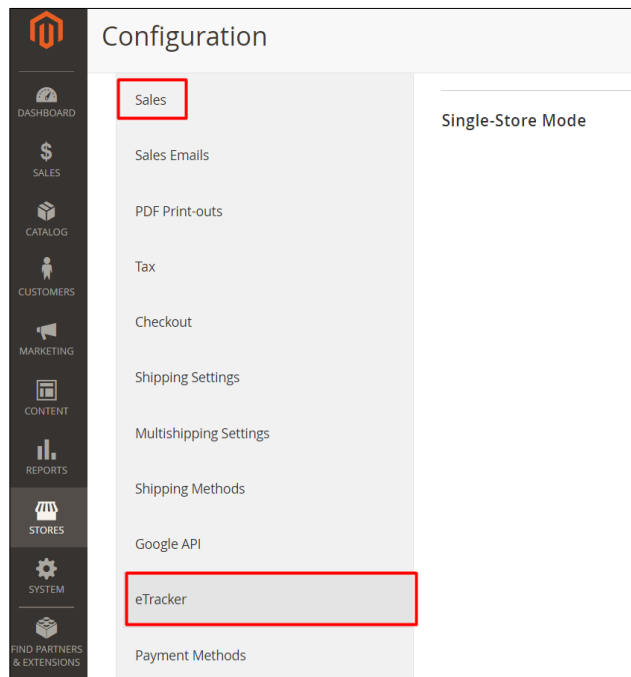 Configuration
DASHBOARD
SALES
CATALOG
CUSTOMERS
MARKETING
CONTENT
REPORTS
STORES
SYSTEM
FIND PARTNERS
& EXTENSIONS
Sales
Sales Emails
PDF Print-outs
Tax
Checkout
Shipping Settings
Multishipping Settings
Shipping Methods
Google API
eTracker
Payment Methods
Single-Store Mode